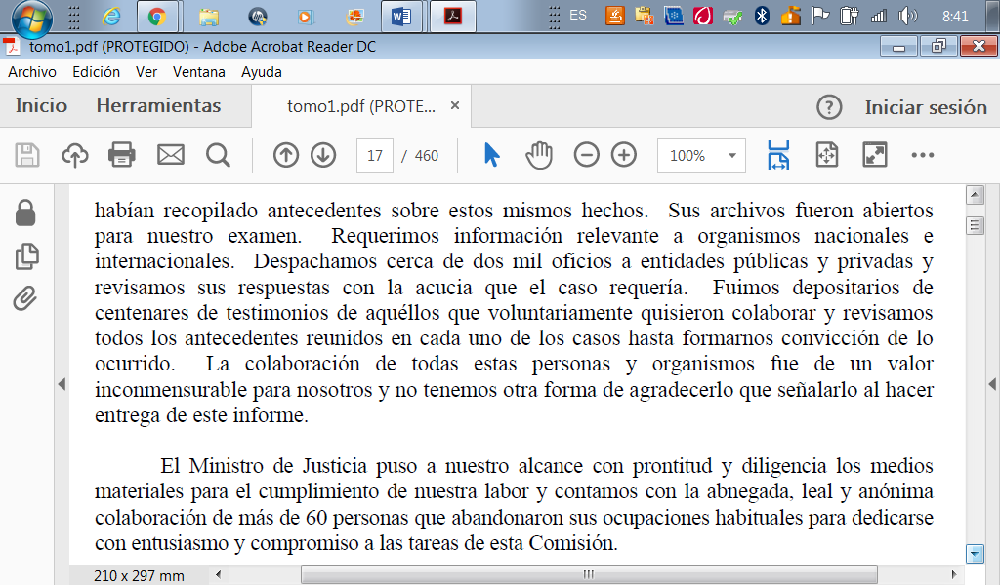 ES 8:41
tomo1.pdf (PROTEGIDO) - Adobe Acrobat Reader DC
Archivo Edición Ver Ventana Ayuda
Inicio Herramientas tomo1.pdf (PROTE... × ? Iniciar sesión
17 / 460 100%
habían recopilado antecedentes sobre estos mismos hechos. Sus archivos fueron abiertos
para nuestro examen. Requerimos información relevante a organismos nacionales e
internacionales. Despachamos cerca de dos mil oficios a entidades públicas y privadas y
revisamos sus respuestas con la acucia que el caso requería. Fuimos depositarios de
centenares de testimonios de aquéllos que voluntariamente quisieron colaborar y revisamos
todos los antecedentes reunidos en cada uno de los casos hasta formarnos convicción de lo
ocurrido. La colaboración de todas estas personas y organismos fue de un valor
inconmensurable para nosotros y no tenemos otra forma de agradecerlo que señalarlo al hacer
entrega de este informe.
El Ministro de Justicia puso a nuestro alcance con prontitud y diligencia los medios
materiales para el cumplimiento de nuestra labor y contamos con la abnegada, leal y anónima
colaboración de más de 60 personas que abandonaron sus ocupaciones habituales para dedicarse
con entusiasmo y compromiso a las tareas de esta Comisión.
210 x 297 mm